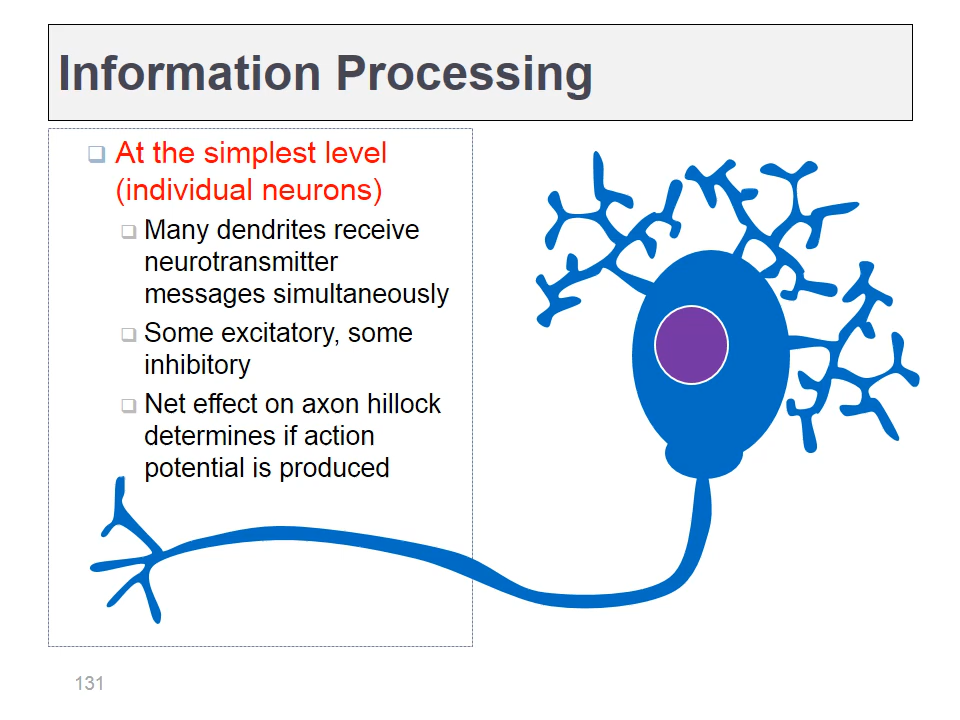 Information Processing
At the simplest level
(individual neurons)
Many dendrites receive
neurotransmitter
messages simultaneously
Some excitatory, some
inhibitory
Net effect on axon hillock
determines if action
potential is produced
131